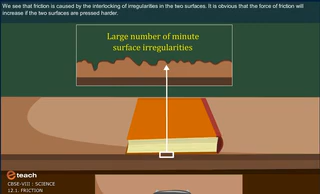 We see that friction is caused by the interlocking of irregularities in the two surfaces. It is obvious that the force of friction will
increase if the two surfaces are pressed harder.
Large number of minute
surface irregularities
e teach
CBSE-VIII : SCIENCE
12.1. FRICTION